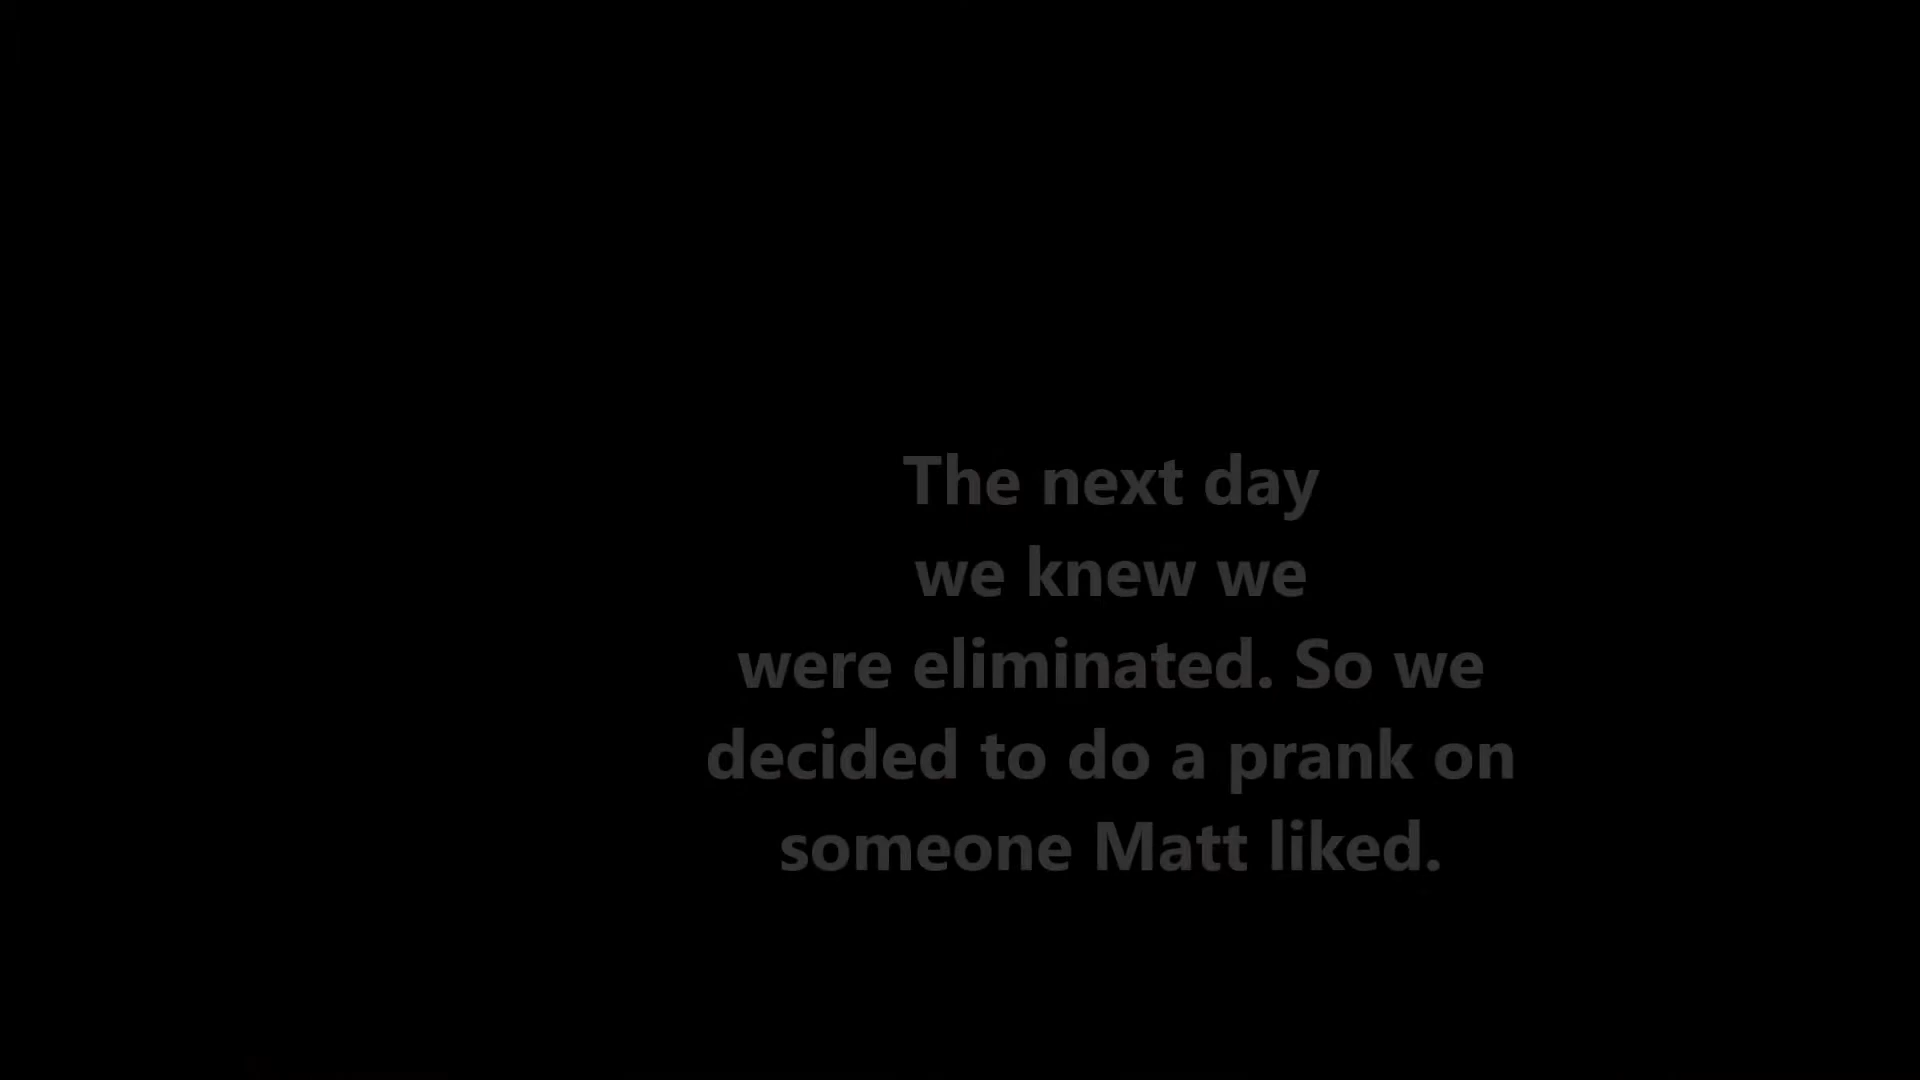 The next day
we knew we
were eliminated. So we
decided to do a prank on
someone Matt liked.